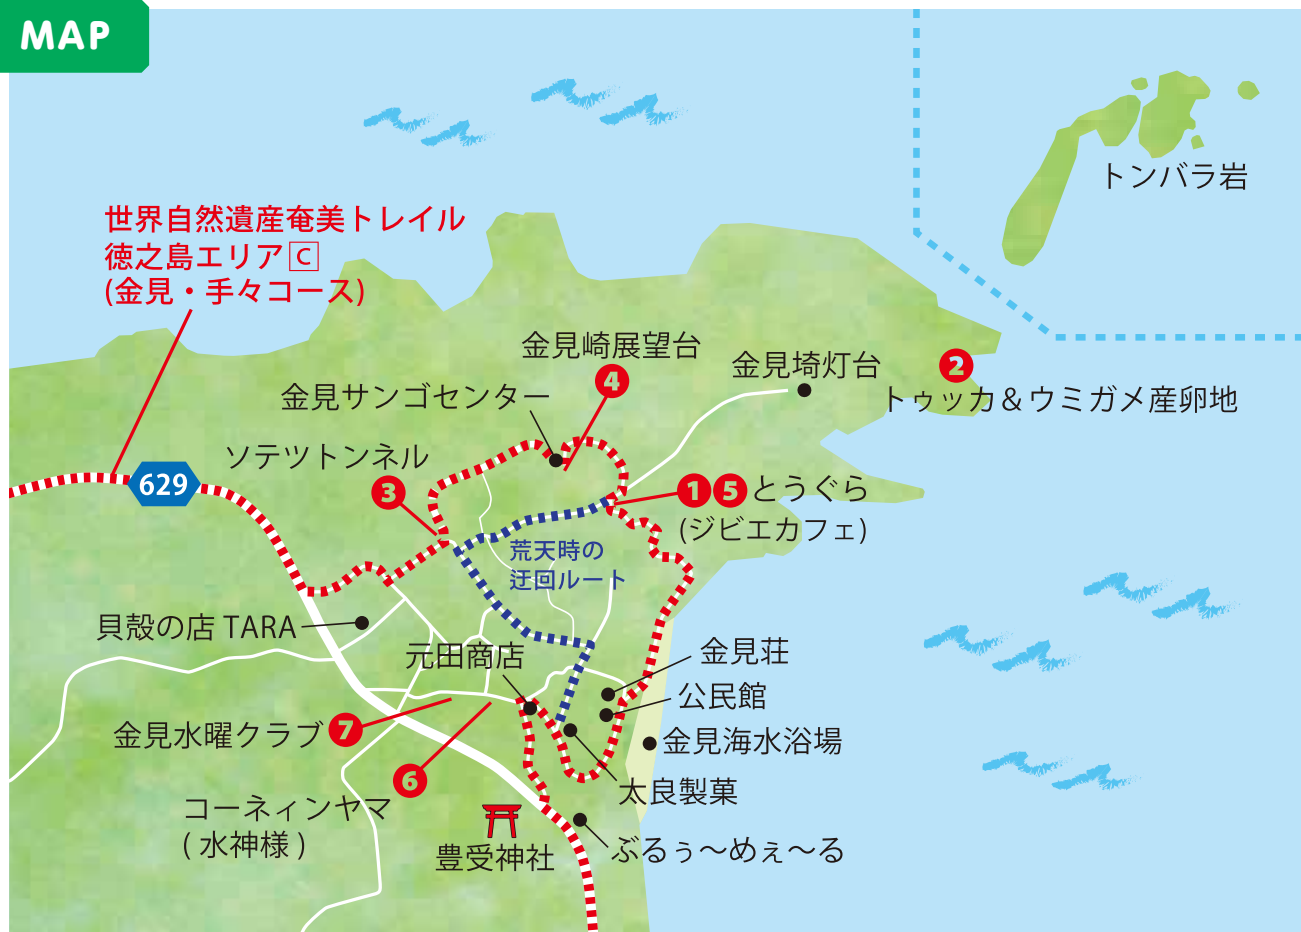 MAP
トンバラ岩
世界自然遺産奄美トレイル
徳之島エリア C
(金見・手々コース)
金見崎展望台
4
金見埼灯台
2
トゥッカ＆ウミガメ産卵地
金見サンゴセンター
ソテツトンネル
3
629
1 5 とうぐら
(ジビエカフェ)
荒天時の
迂回ルート
貝殻の店 TARA
元田商店
金見荘
公民館
金見海水浴場
金見水曜クラブ 7
6
太良製菓
コーネィンヤマ
( 水神様 )
豊受神社
ぶるぅ〜めぇ〜る